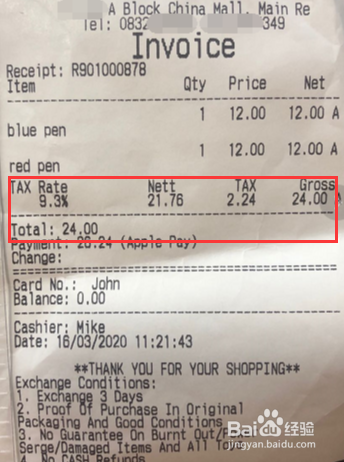 A Block China Mall, Main Re
Tel: 0832 349
Invoice
Receipt: R901000878
Item Qty Price Net
1 12.00 12.00 A
blue pen
1 12.00 12.00 A
red pen
TAX Rate Nett TAX Gross
9.3% 21.76 2.24 24.00 A
Total: 24.00
Payment: 26.24 (Apple Pay)
Change:
Card No.: John
Balance: 0.00
Cashier: Mike
Date: 16/03/2020 11:21:43
**THANK YOU FOR YOUR SHOPPING**
Exchange Conditions:
1. Exchange 3 Days
2. Proof Of Purchase In Original
Packaging And Good Conditions
3. No Guarantee On Burnt Out/
Serge/Damaged Items And All
4. No CASH Refunds
Baidu 经验
jingyan.baidu.com